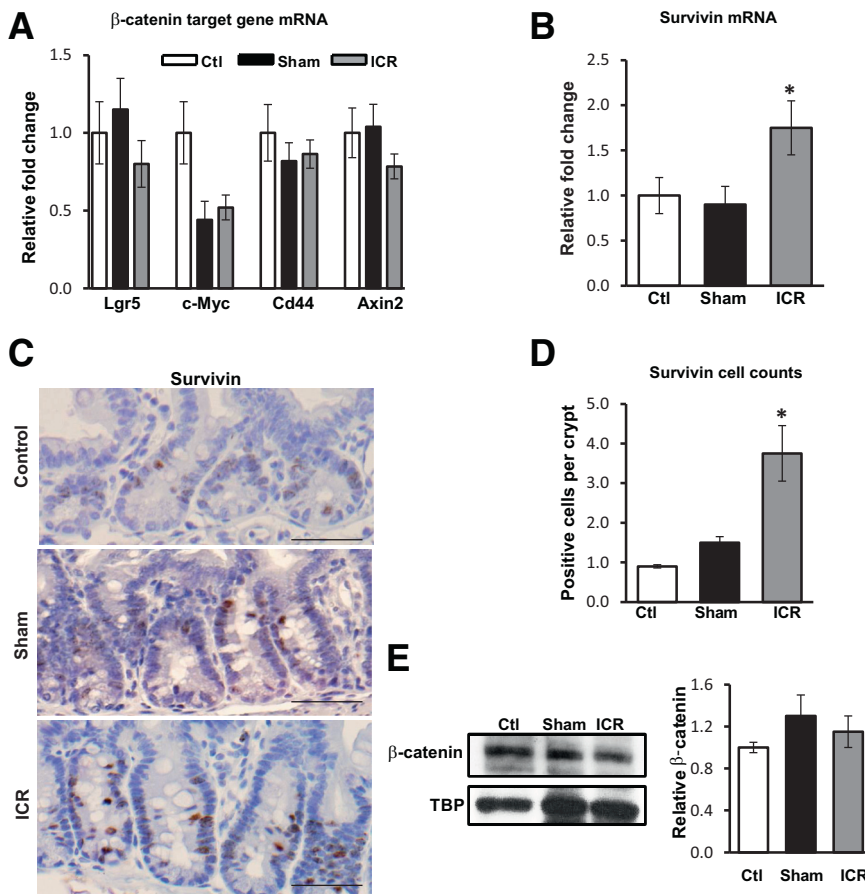 A
β-catenin target gene mRNA
Ctl Sham ICR
Relative fold change
1.5
1.0
0.5
0.0
Lgr5 c-Myc Cd44 Axin2
B
Survivin mRNA
Relative fold change
2.5
2.0
1.5
1.0
0.5
0.0
*
Ctl Sham ICR
C
Survivin
Control
Sham
ICR
D
Survivin cell counts
Positive cells per crypt
5.0
4.0
3.0
2.0
1.0
0.0
*
Ctl Sham ICR
E
Ctl Sham ICR
β-catenin
TBP
Relative β-catenin
1.6
1.2
0.8
0.4
0.0
Ctl Sham ICR